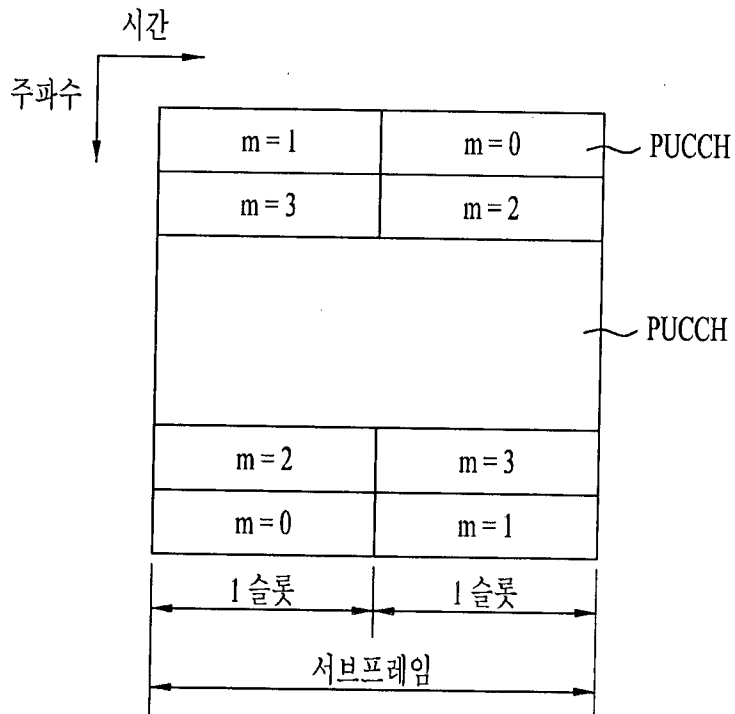 시간
주파수
m = 1
m = 0
PUCCH
m = 3
m = 2
PUCCH
m = 2
m = 3
m = 0
m = 1
1 슬롯
1 슬롯
서브프레임